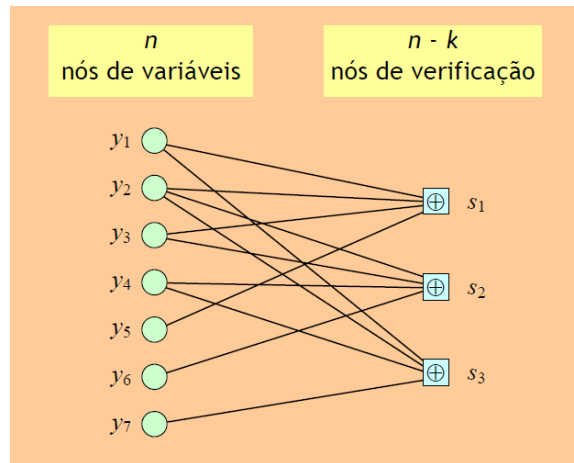 n
nós de variáveis
n - k
nós de verificação
y1
y2
y3
y4
y5
y6
y7
s1
s2
s3